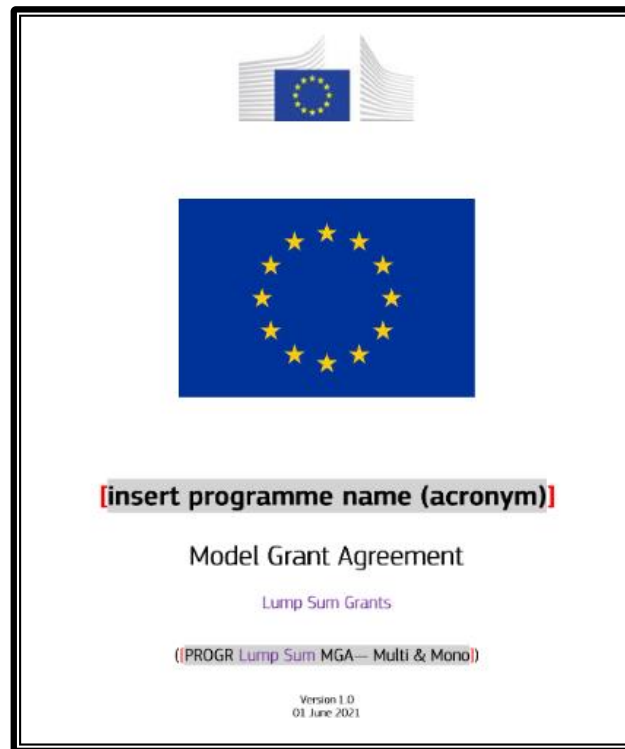 [insert programme name (acronym)]
Model Grant Agreement
Lump Sum Grants
([PROGR Lump Sum MGA— Multi & Mono])
Version 1.0
01 June 2021